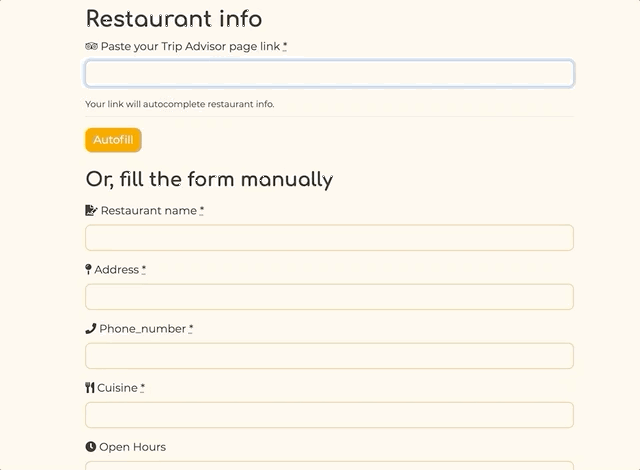 Restaurant info
Paste your Trip Advisor page link *
Your link will autocomplete restaurant info.
Autofill
Or, fill the form manually
Restaurant name *
Address *
Phone_number *
Cuisine *
Open Hours